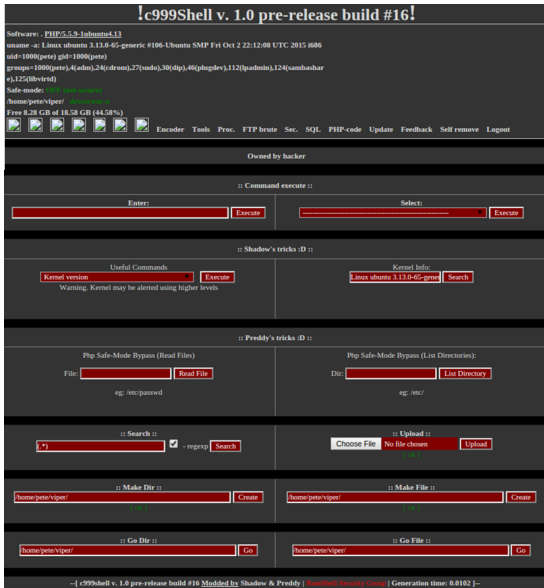 !c999Shell v. 1.0 pre-release build #16!
Software: . PHP/5.5.9-1ubuntu4.13
uname -a: Linux ubuntu 3.13.0-65-generic #106-Ubuntu SMP Fri Oct 2 22:12:08 UTC 2015 i686
uid=1000(pete) gid=1000(pete)
groups=1000(pete),4(adm),24(cdrom),27(sudo),30(dip),46(plugdev),112(lpadmin),124(sambashar
e),125(libvirtd)
Safe-mode: OFF (not secure)
/home/pete/viper/ drwxrwxr-x
Free 8.28 GB of 18.58 GB (44.58%)
Encoder Tools Proc. FTP brute Sec. SQL PHP-code Update Feedback Self remove Logout
Owned by hacker
:: Command execute ::
Enter:
Execute
Select:
Execute
:: Shadow's tricks :D ::
Useful Commands
Kernel version Execute
Warning. Kernel may be alerted using higher levels
Kernel Info:
Linux ubuntu 3.13.0-65-gener Search
:: Preddy's tricks :D ::
Php Safe-Mode Bypass (Read Files)
File: Read File
eg: /etc/passwd
Php Safe-Mode Bypass (List Directories):
Dir: List Directory
eg: /etc/
:: Search ::
(.*) - regexp Search
:: Upload ::
Choose File No file chosen Upload
[ ok ]
:: Make Dir ::
/home/pete/viper/ Create
[ ok ]
:: Make File ::
/home/pete/viper/ Create
[ ok ]
:: Go Dir ::
/home/pete/viper/ Go
:: Go File ::
/home/pete/viper/ Go
--[ c999shell v. 1.0 pre-release build #16 Modded by Shadow & Preddy | Security Group | Generation time: 0.0102 ]--